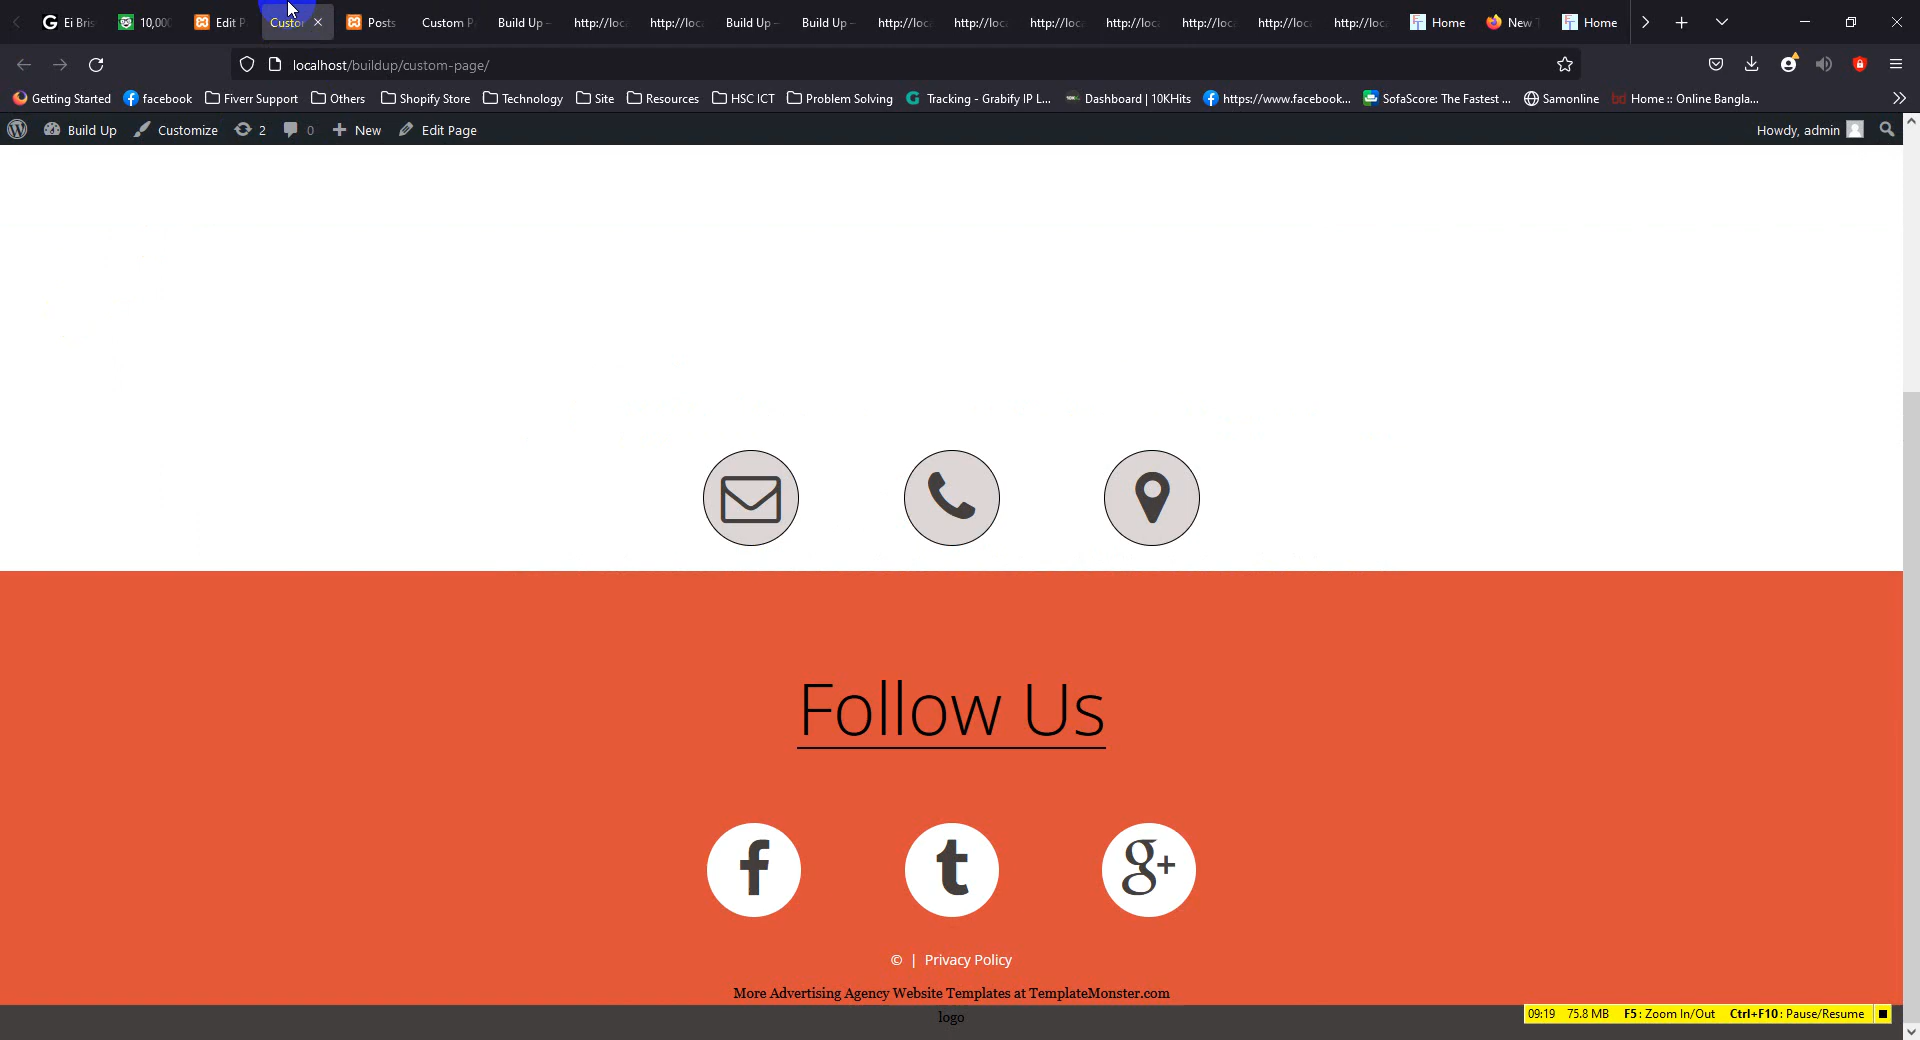 Ei Bris
10,000
Edit P
Custor
Posts
Custom P
Build Up –
http://loc
http://loc
Build Up –
Build Up –
http://loc
http://loc
http://loc
http://loc
http://loc
http://loc
http://loc
Home
New T
Home
localhost/buildup/custom-page/
Getting Started
facebook
Fiverr Support
Others
Shopify Store
Technology
Site
Resources
HSC ICT
Problem Solving
Tracking - Grabify IP L...
Dashboard | 10KHits
https://www.facebook...
SofaScore: The Fastest ...
Samonline
Home :: Online Bangla...
Build Up
Customize
2
0
New
Edit Page
Howdy, admin
Follow Us
© | Privacy Policy
More Advertising Agency Website Templates at TemplateMonster.com
logo
09:19 75.8 MB F5: Zoom In/Out Ctrl+F10: Pause/Resume